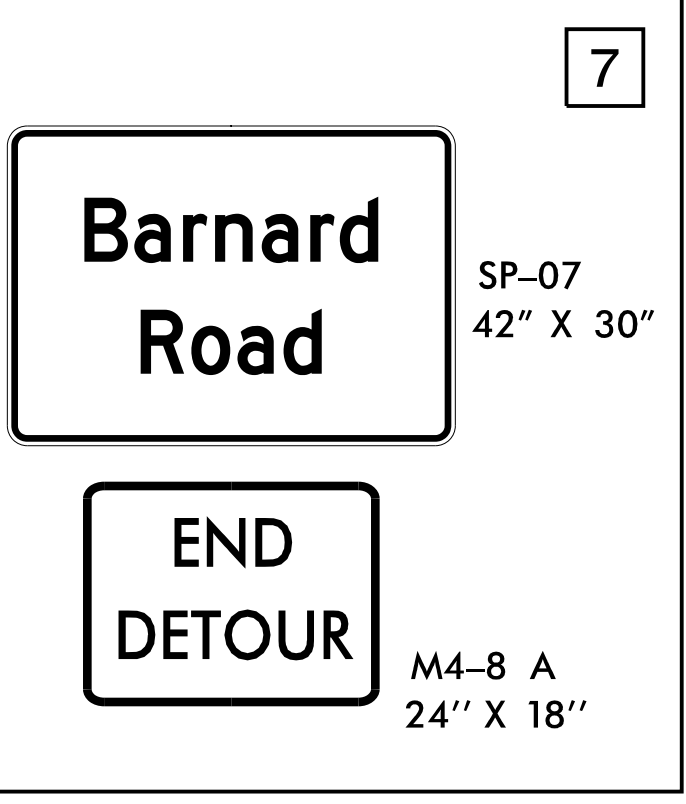 7
Barnard
Road
SP–07
42" X 30"
END
DETOUR
M4–8 A
24'' X 18''